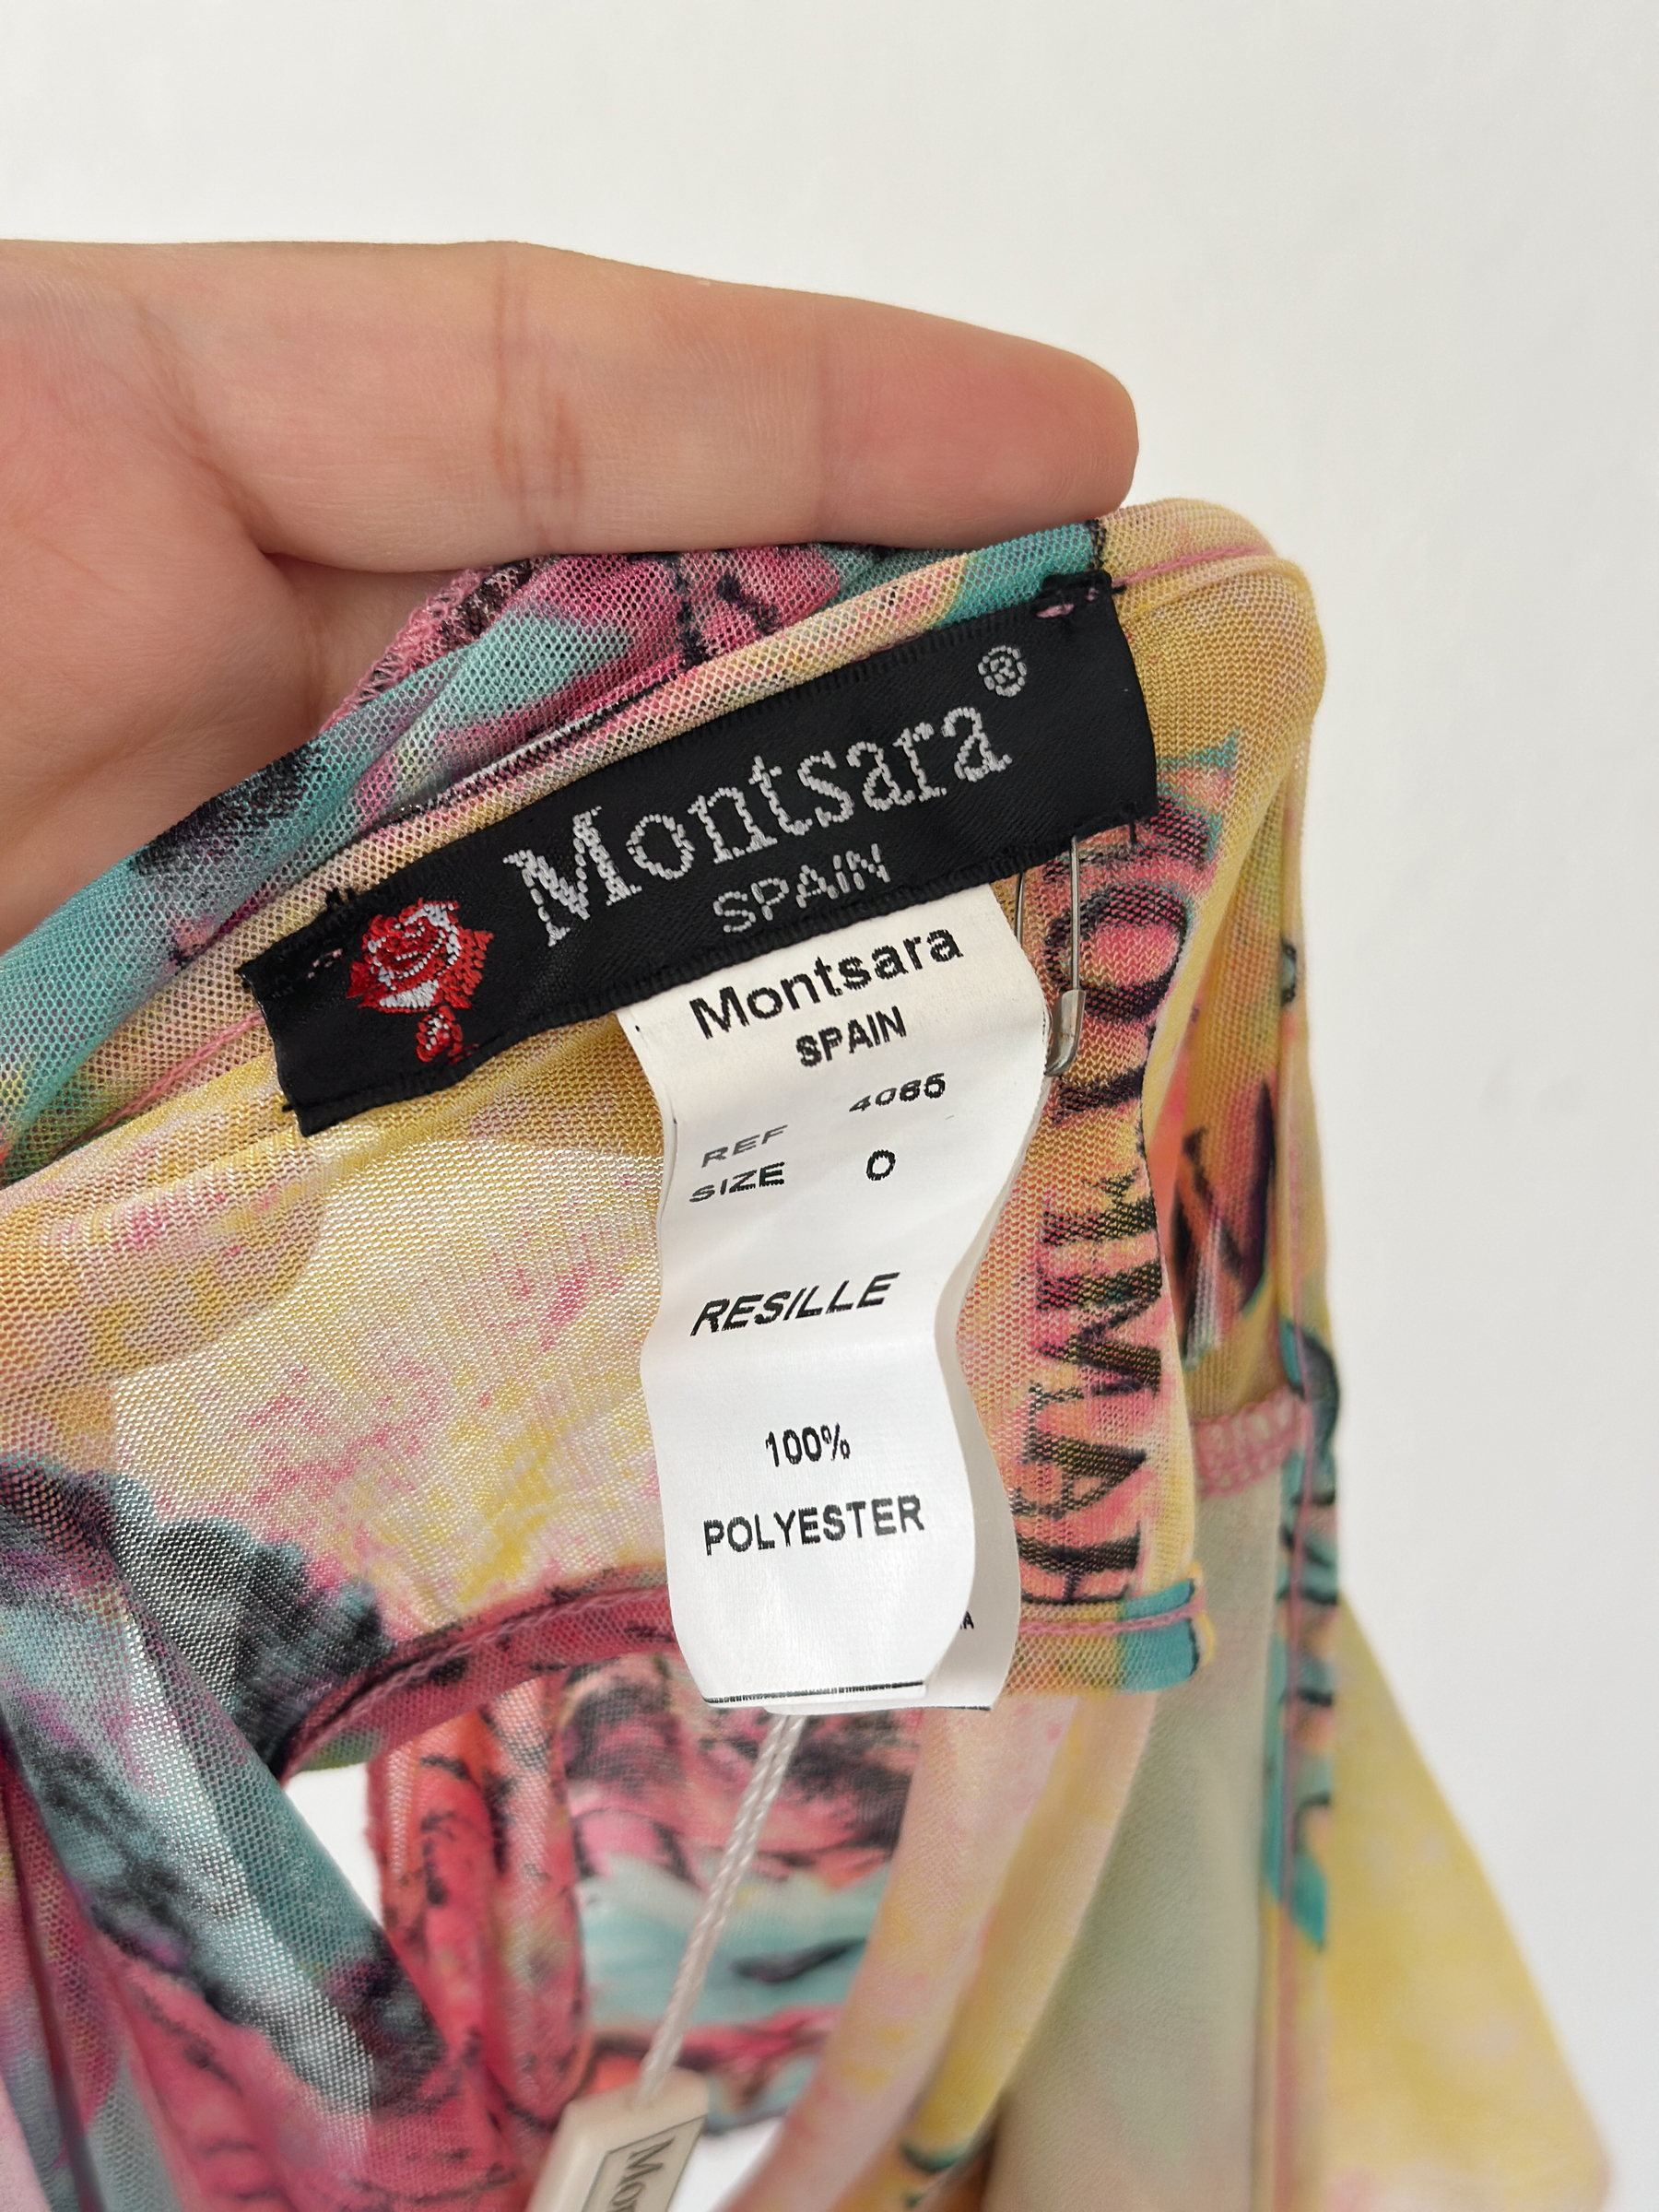 Montsara®
SPAIN
Montsara
SPAIN
4065
REF
SIZE 0
RESILLE
100%
POLYESTER